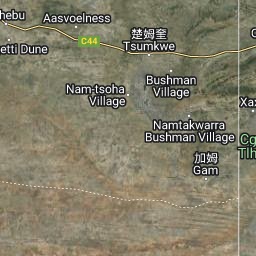 hebu
Aasvoelness
etti Dune
C44
楚姆奎
Tsumkwe
Bushman
Village
Nam-tsoha
Village
Xa
Namtakwarra
Bushman Village
加姆
Gam